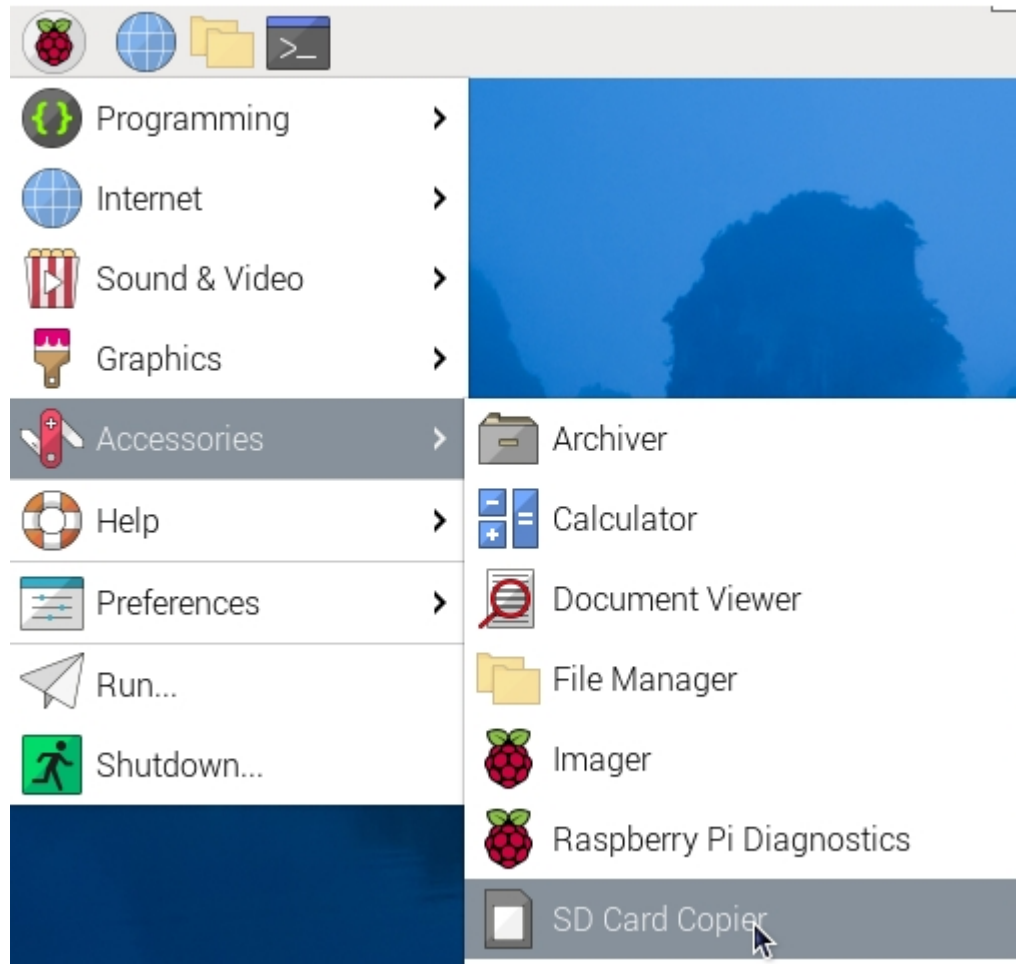 Programming
Internet
Sound & Video
Graphics
Accessories
Help
Preferences
Run...
Shutdown...
Archiver
Calculator
Document Viewer
File Manager
Imager
Raspberry Pi Diagnostics
SD Card Copier